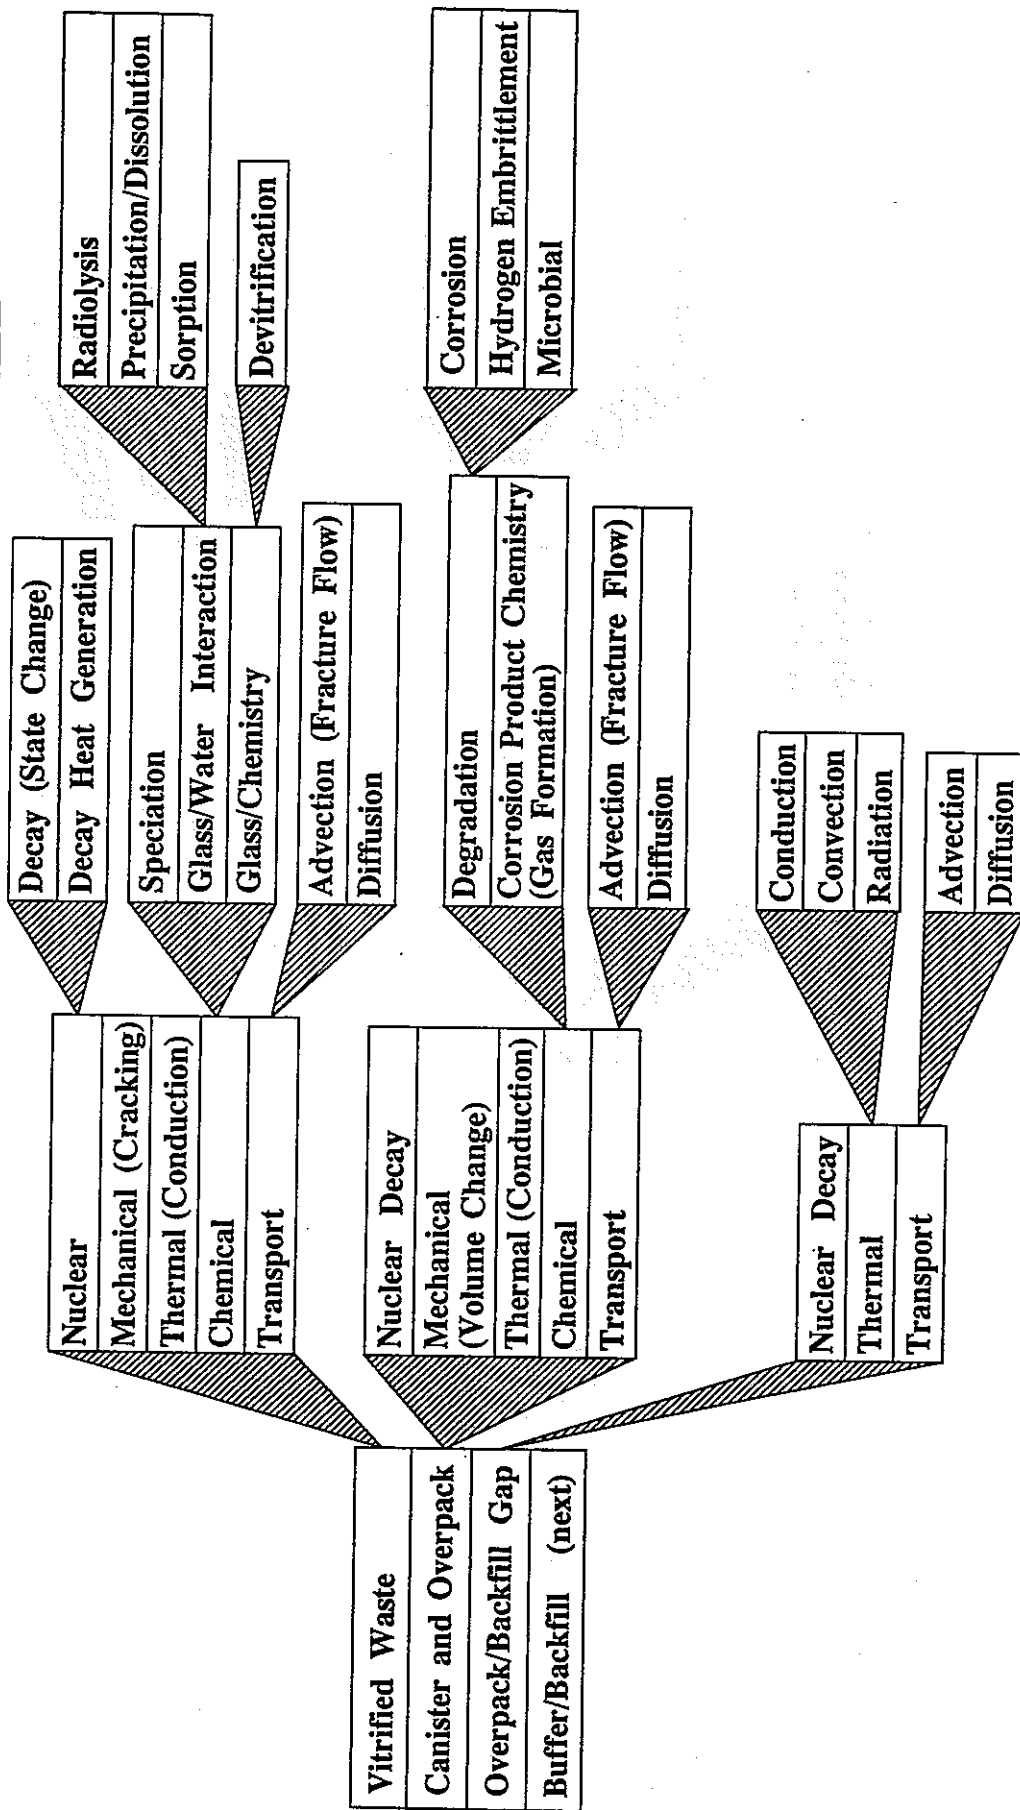 Vitrified Waste
Canister and Overpack
Overpack/Backfill Gap
Buffer/Backfill (next)
Nuclear
Mechanical (Cracking)
Thermal (Conduction)
Chemical
Transport
Nuclear Decay
Mechanical
(Volume Change)
Thermal (Conduction)
Chemical
Transport
Nuclear Decay
Thermal
Transport
Decay (State Change)
Decay Heat Generation
Speciation
Glass/Water Interaction
Glass/Chemistry
Advection (Fracture Flow)
Diffusion
Degradation
Corrosion Product Chemistry
(Gas Formation)
Advection (Fracture Flow)
Diffusion
Conduction
Convection
Radiation
Advection
Diffusion
Radiolysis
Precipitation/Dissolution
Sorption
Devitrification
Corrosion
Hydrogen Embrittlement
Microbial